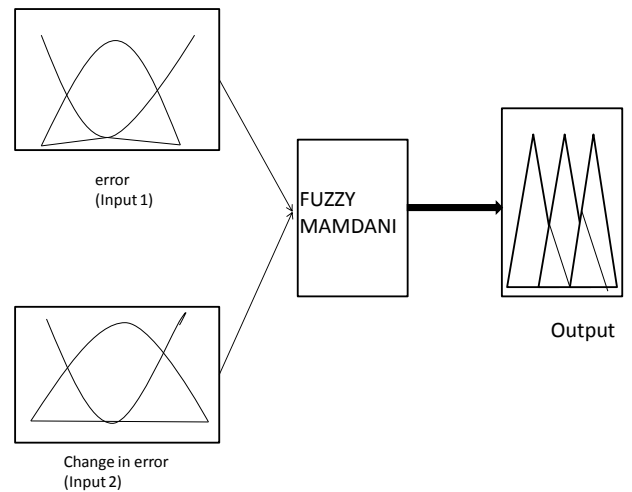 error
(Input 1)
FUZZY
MAMDANI
Output
Change in error
(Input 2)